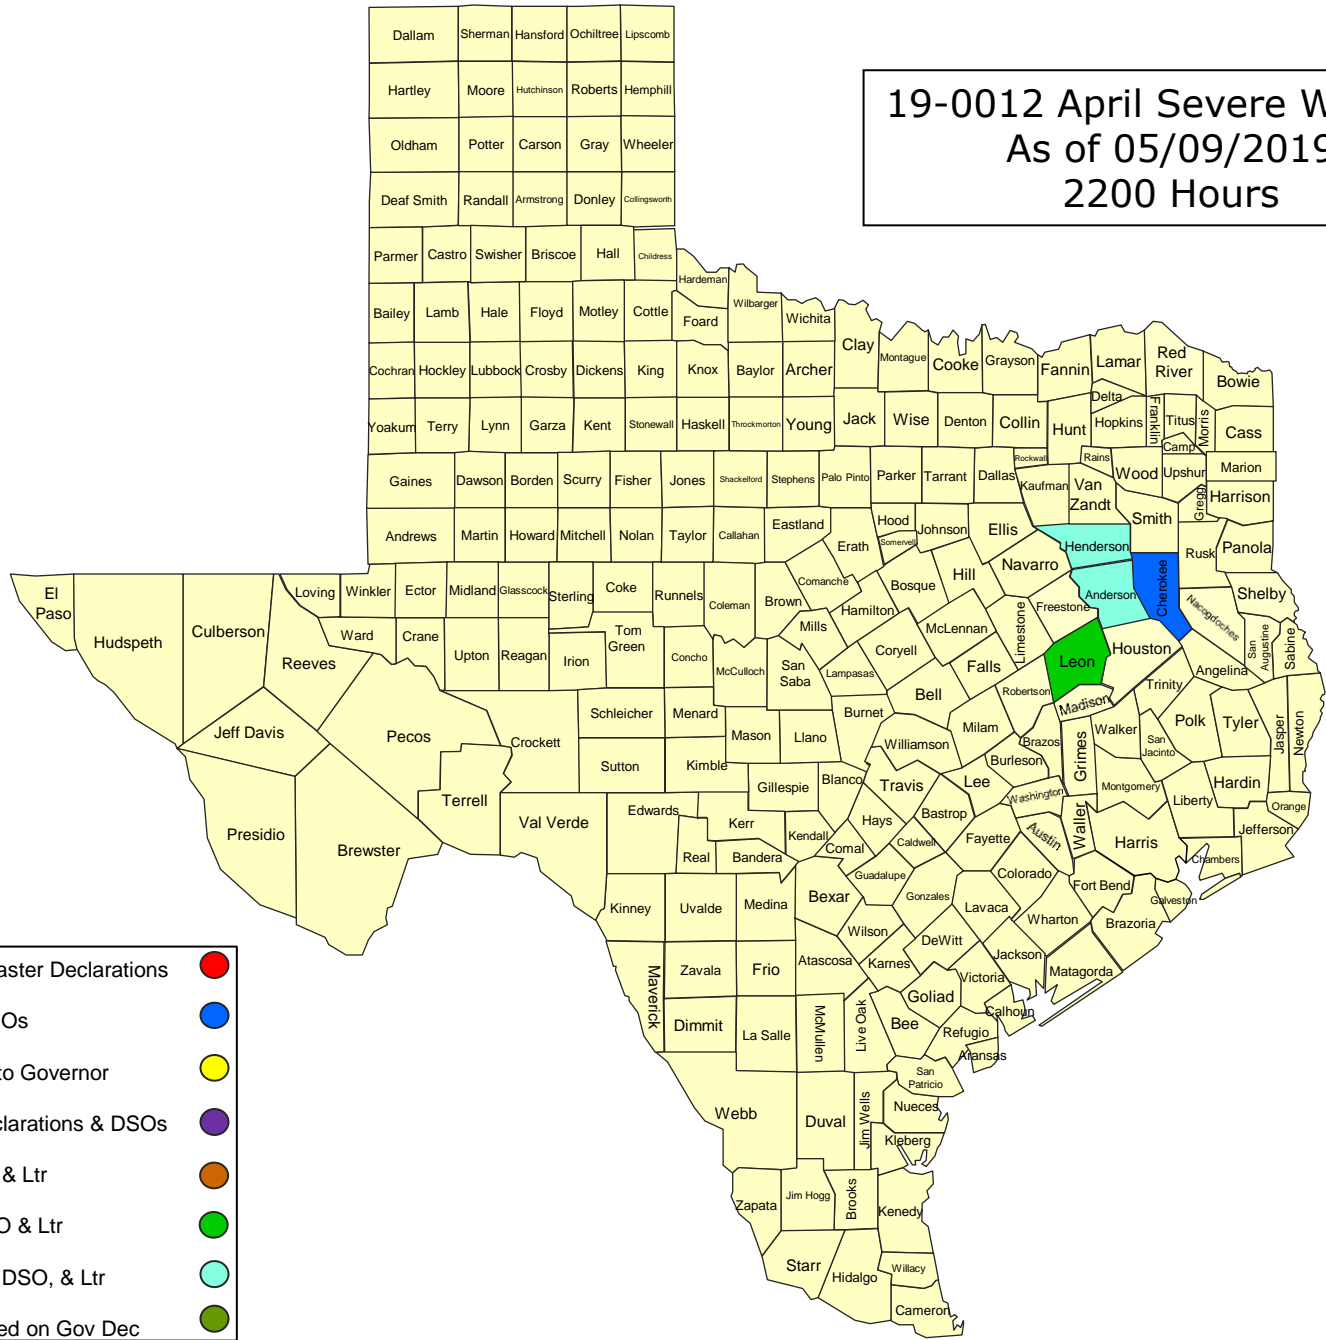 19-0012 April Severe W
As of 05/09/2019
2200 Hours
Dallam Sherman Hansford Ochiltree Lipscomb
Hartley Moore Hutchinson Roberts Hemphill
Oldham Potter Carson Gray Wheeler
Deaf Smith Randall Armstrong Donley Collingsworth
Parmer Castro Swisher Briscoe Hall Childress
Hardeman
Bailey Lamb Hale Floyd Motley Cottle Foard Wilbarger Wichita
Clay Montague Cooke Grayson Fannin Lamar Red
River Bowie
Cochran Hockley Lubbock Crosby Dickens King Knox Baylor Archer
Delta
Yoakum Terry Lynn Garza Kent Stonewall Haskell Throckmorton Young Jack Wise Denton Collin Hunt Hopkins Franklin Titus Morris Cass
Camp
Rockwall Rains
Gaines Dawson Borden Scurry Fisher Jones Shackelford Stephens Palo Pinto Parker Tarrant Dallas Kaufman Van
Zandt Wood Upshur Gregg Marion
Harrison
Andrews Martin Howard Mitchell Nolan Taylor Callahan Eastland Erath Hood Somervell Johnson Ellis Henderson Smith Rusk Panola
El
Paso Hudspeth Culberson Loving Winkler Ector Midland Glasscock Sterling Coke Runnels Coleman Brown Comanche Hamilton Bosque Hill Navarro Freestone Anderson Cherokee Nacogdoches Shelby
Reeves Ward Crane Upton Reagan Irion Tom
Green Concho McCulloch San
Saba Mills Lampasas Coryell McLennan Limestone Falls Leon Houston Angelina San
Augustine Sabine
Jeff Davis Pecos Crockett Schleicher Menard Mason Llano Burnet Bell Milam Robertson Madison Trinity Walker San
Jacinto Polk Tyler Jasper Newton
Presidio Brewster Terrell Val Verde Sutton Kimble Gillespie Blanco Williamson Travis Lee Burleson Brazos Grimes Washington Montgomery Liberty Hardin Orange
Edwards Kerr Kendall Hays Comal Caldwell Bastrop Fayette Austin Waller Harris Chambers Jefferson
Real Bandera Guadalupe Gonzales Colorado Fort Bend Galveston
Kinney Uvalde Medina Bexar Wilson Lavaca Wharton Brazoria
Maverick Zavala Frio Atascosa Karnes DeWitt Jackson Matagorda
Dimmit La Salle McMullen Live Oak Bee Goliad Victoria Calhoun Refugio Aransas
Webb Duval Jim Wells San
Patricio Nueces Kleberg
Zapata Jim Hogg Brooks Kenedy
Starr Hidalgo Willacy
Cameron
aster Declarations
Os
to Governor
clarations & DSOs
& Ltr
O & Ltr
DSO, & Ltr
ed on Gov Dec